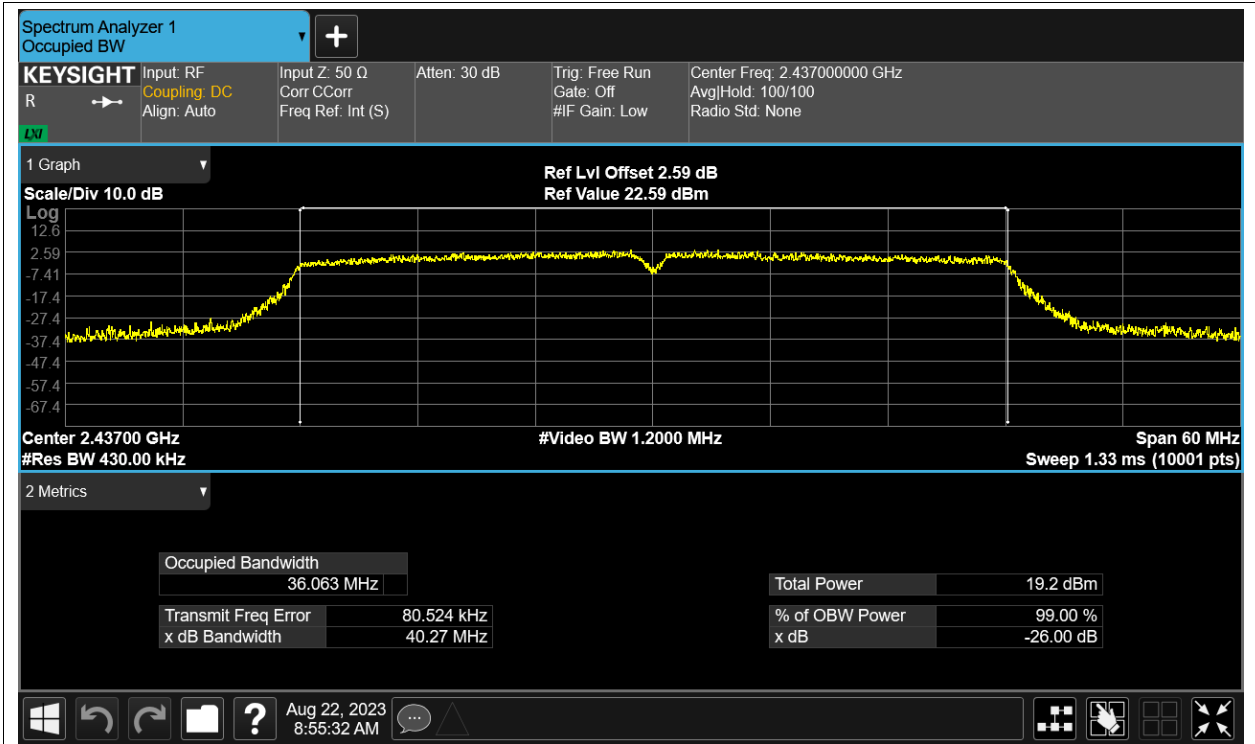 Spectrum Analyzer 1
Occupied BW
KEYSIGHT
R
LXI
Input: RF
Coupling: DC
Align: Auto
Input Z: 50 Ω
Corr CCorr
Freq Ref: Int (S)
Atten: 30 dB
Trig: Free Run
Gate: Off
#IF Gain: Low
Center Freq: 2.437000000 GHz
Avg|Hold: 100/100
Radio Std: None
1 Graph
Scale/Div 10.0 dB
Ref Lvl Offset 2.59 dB
Ref Value 22.59 dBm
Log
12.6
2.59
-7.41
-17.4
-27.4
-37.4
-47.4
-57.4
-67.4
Center 2.43700 GHz
#Res BW 430.00 kHz
#Video BW 1.2000 MHz
Span 60 MHz
Sweep 1.33 ms (10001 pts)
2 Metrics
Occupied Bandwidth
36.063 MHz
Transmit Freq Error 80.524 kHz
x dB Bandwidth 40.27 MHz
Total Power 19.2 dBm
% of OBW Power 99.00 %
x dB -26.00 dB
?
Aug 22, 2023
8:55:32 AM